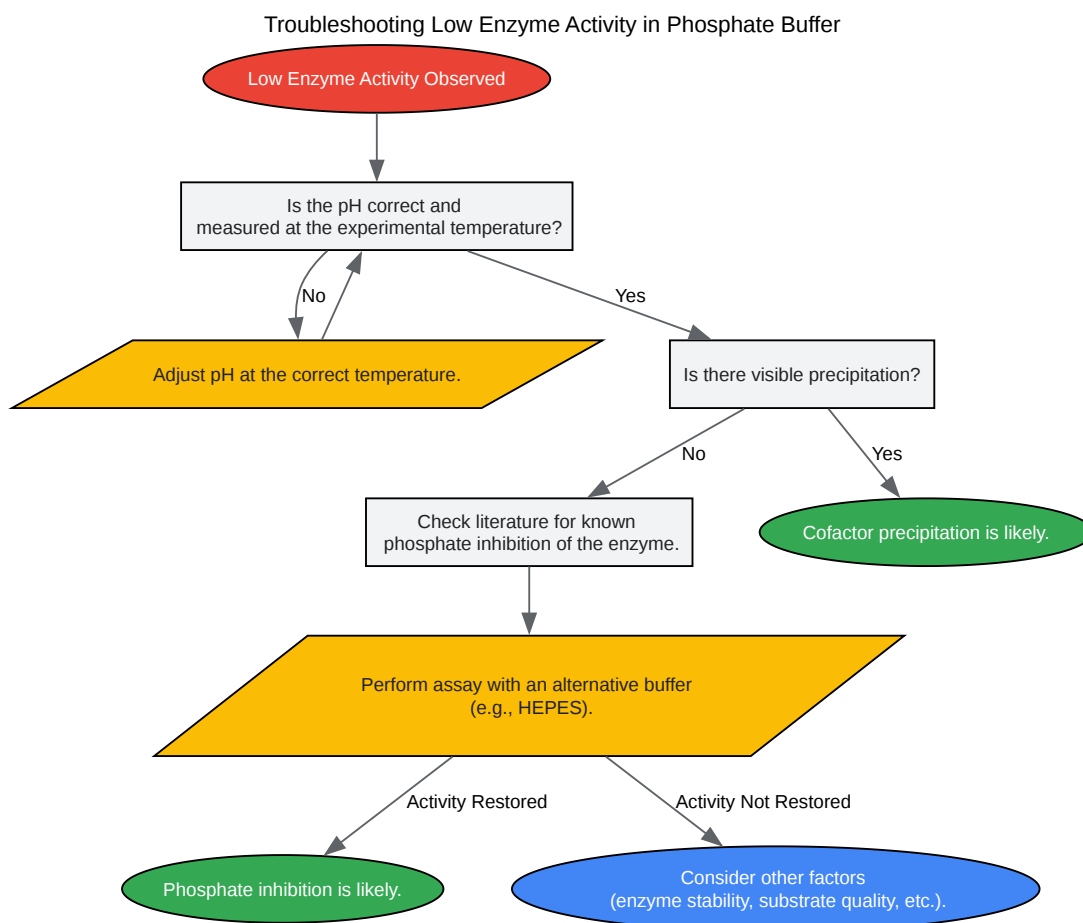 Troubleshooting Low Enzyme Activity in Phosphate Buffer
Low Enzyme Activity Observed
Is the pH correct and
measured at the experimental temperature?
No
Yes
Adjust pH at the correct temperature.
Is there visible precipitation?
No
Yes
Check literature for known
phosphate inhibition of the enzyme.
Cofactor precipitation is likely.
Perform assay with an alternative buffer
(e.g., HEPES).
Activity Restored
Activity Not Restored
Phosphate inhibition is likely.
Consider other factors
(enzyme stability, substrate quality, etc.).